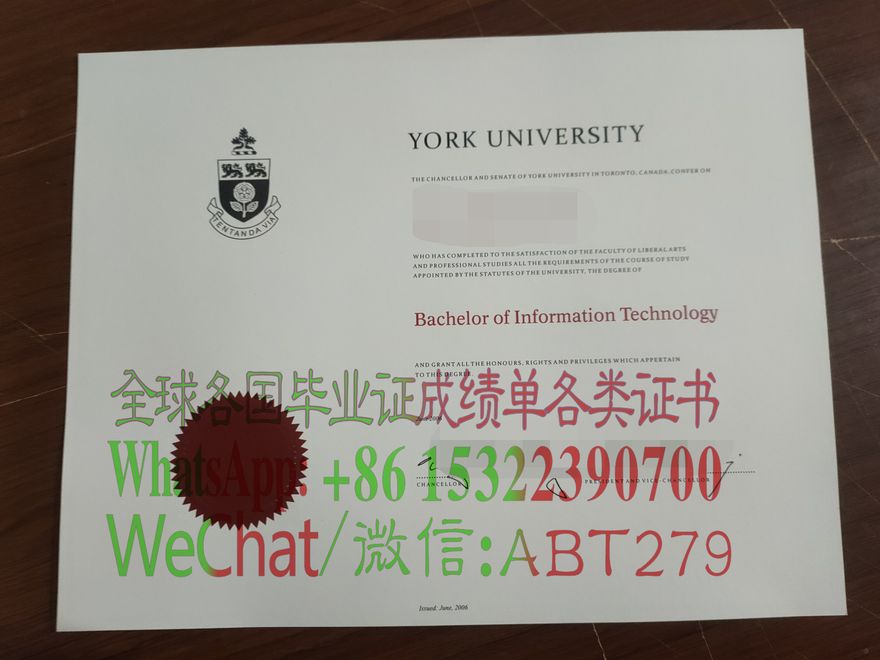 YORK UNIVERSITY
THE CHANCELLOR AND SENATE OF YORK UNIVERSITY IN TORONTO, CANADA, CONFER ON
TENTANDA VIA
WHO HAS COMPLETED TO THE SATISFACTION OF THE FACULTY OF LIBERAL ARTS
AND PROFESSIONAL STUDIES ALL THE REQUIREMENTS OF THE COURSE OF STUDY
APPOINTED BY THE STATUTES OF THE UNIVERSITY, THE DEGREE OF
Bachelor of Information Technology
AND GRANT ALL THE HONOURS, RIGHTS AND PRIVILEGES WHICH APPERTAIN
TO THIS DEGREE.
全球各国毕业证成绩单各类证书
WhatsApp: +86 15322390700
CHANCELLOR
PRESIDENT AND VICE-CHANCELLOR
WeChat/微信:ABT279
Issued: June, 2006